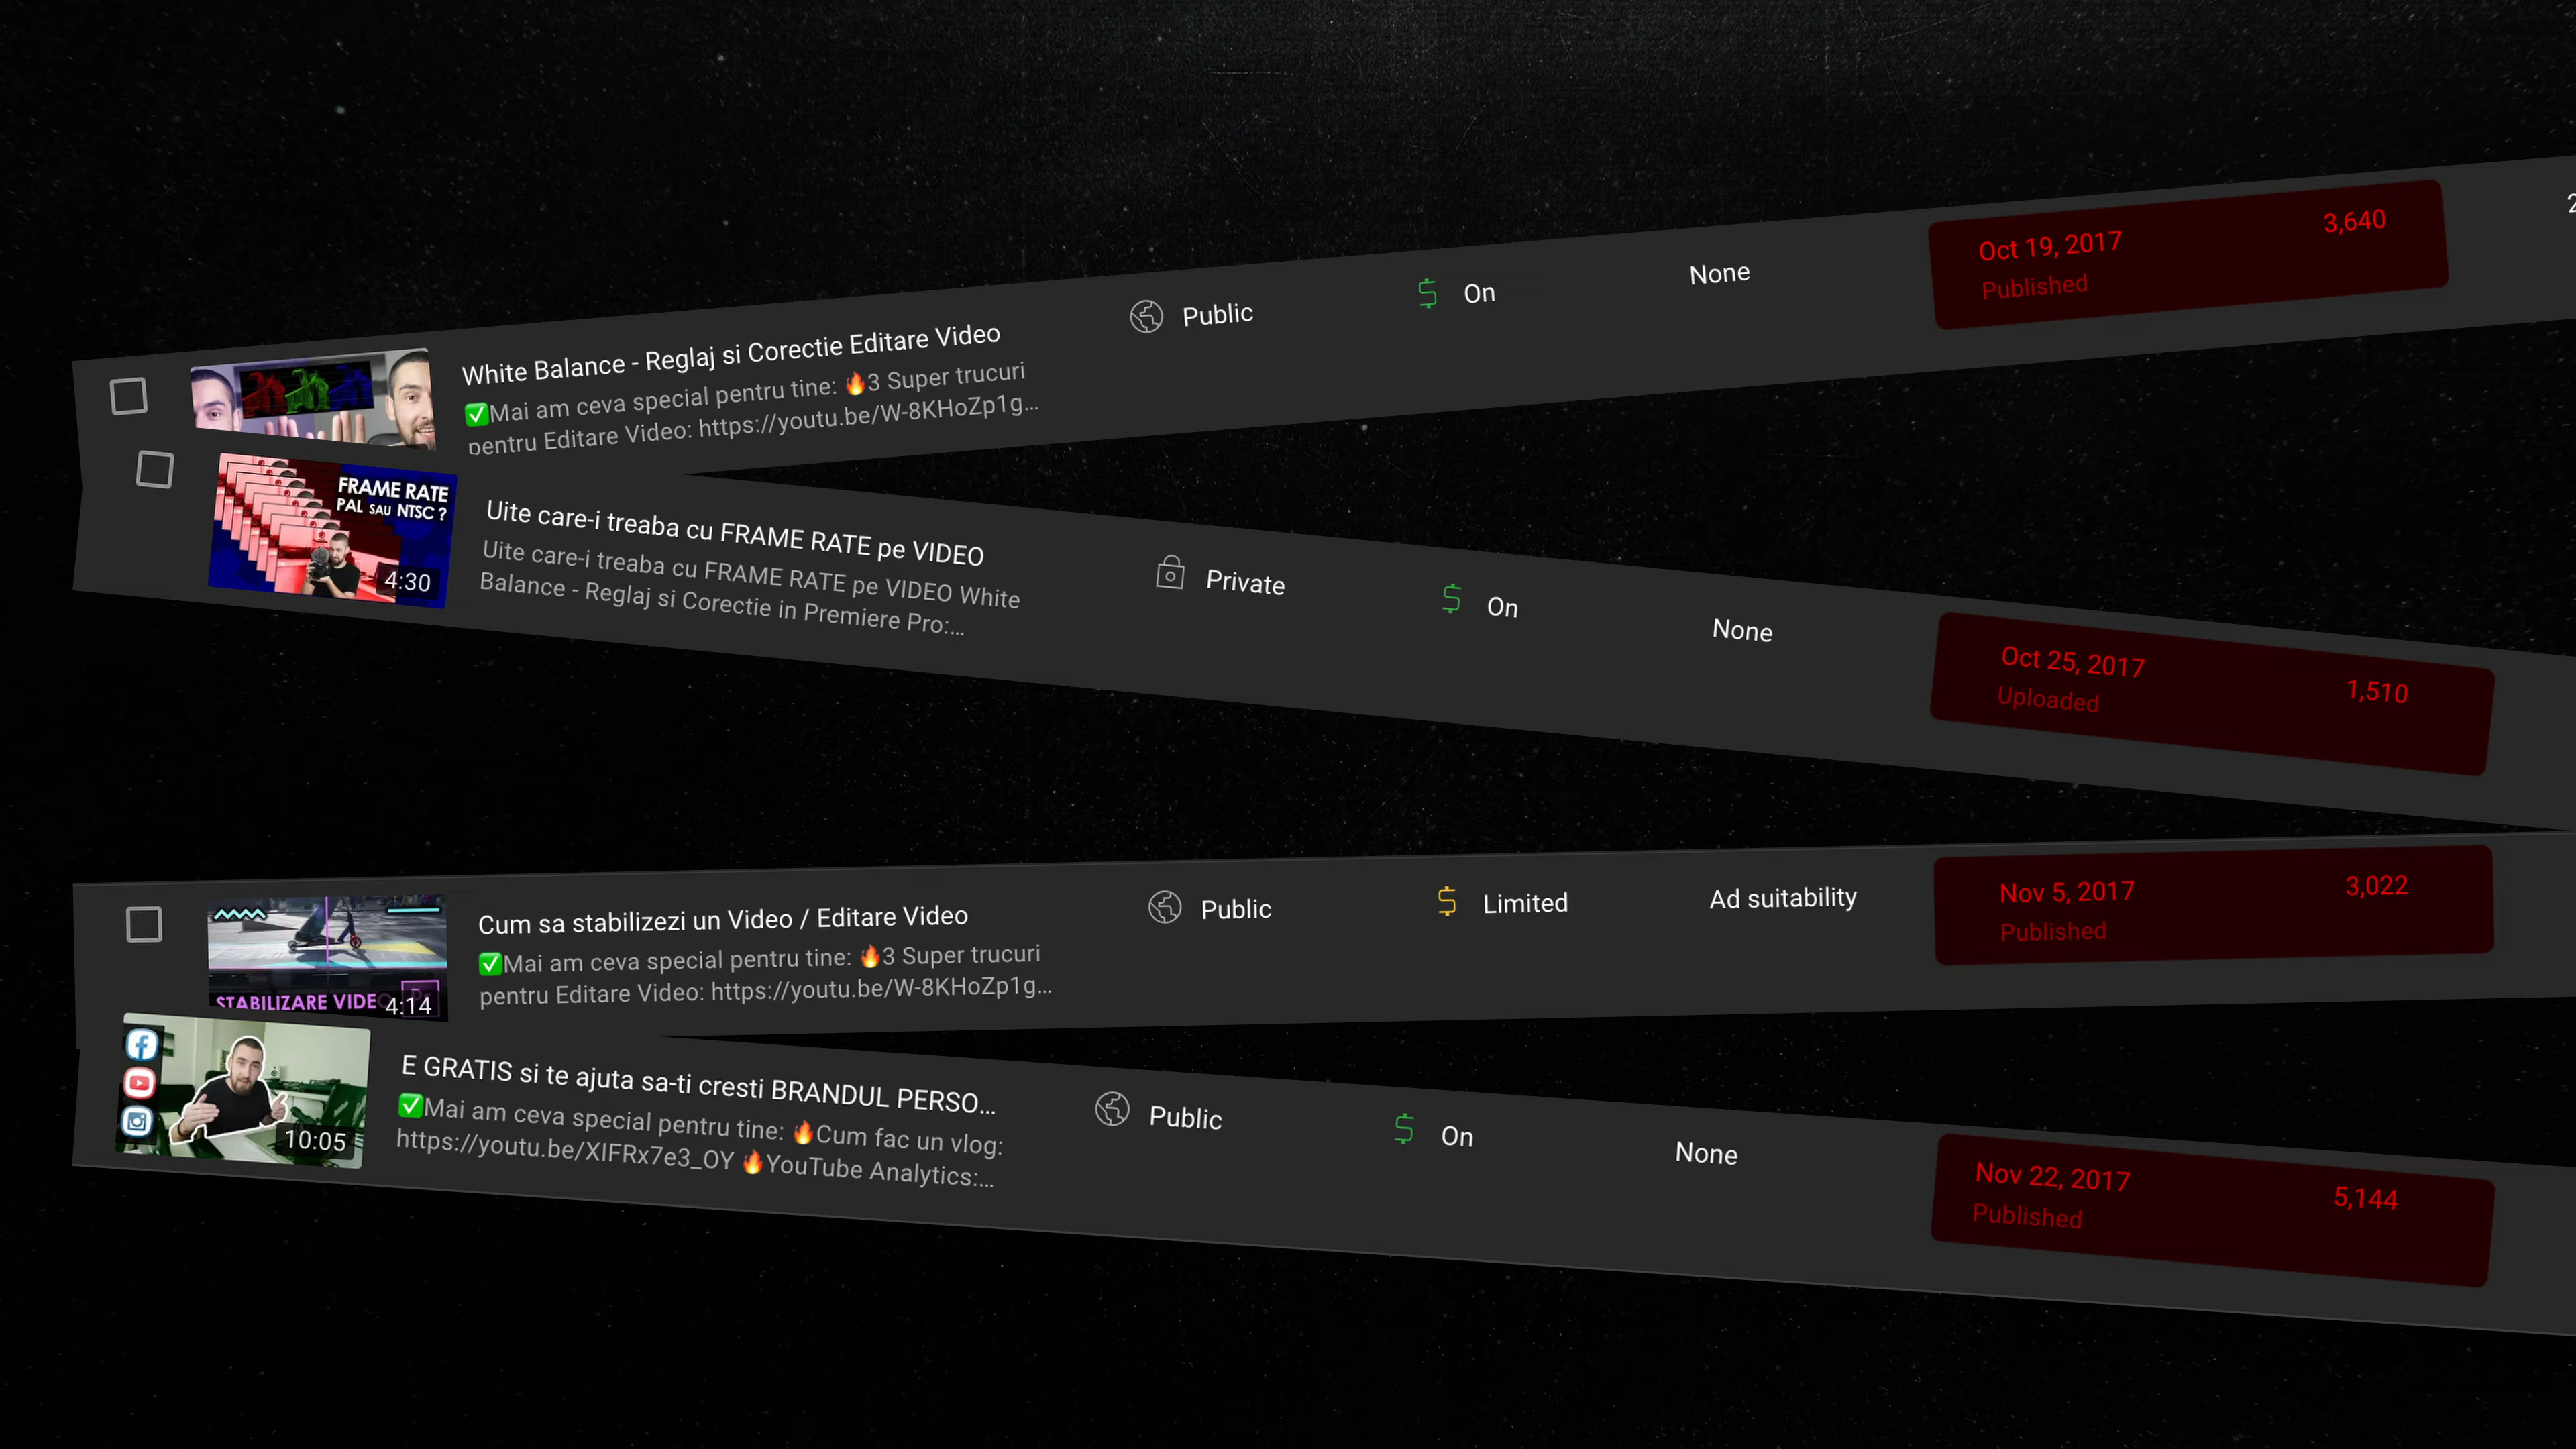 White Balance - Reglaj si Corectie Editare Video
✅Mai am ceva special pentru tine: 🔥3 Super trucuri
pentru Editare Video: https://youtu.be/W-8KHoZp1g...
Public
On
None
Oct 19, 2017
Published
3,640
2
FRAME RATE
PAL SAU NTSC ?
4:30
Uite care-i treaba cu FRAME RATE pe VIDEO
Uite care-i treaba cu FRAME RATE pe VIDEO White
Balance - Reglaj si Corectie in Premiere Pro:...
Private
On
None
Oct 25, 2017
Uploaded
1,510
STABILIZARE VIDEO
4:14
Cum sa stabilizezi un Video / Editare Video
✅Mai am ceva special pentru tine: 🔥3 Super trucuri
pentru Editare Video: https://youtu.be/W-8KHoZp1g...
Public
Limited
Ad suitability
Nov 5, 2017
Published
3,022
10:05
E GRATIS si te ajuta sa-ti cresti BRANDUL PERSO...
✅Mai am ceva special pentru tine: 🔥Cum fac un vlog:
https://youtu.be/XIFRx7e3_OY 🔥YouTube Analytics:...
Public
On
None
Nov 22, 2017
Published
5,144